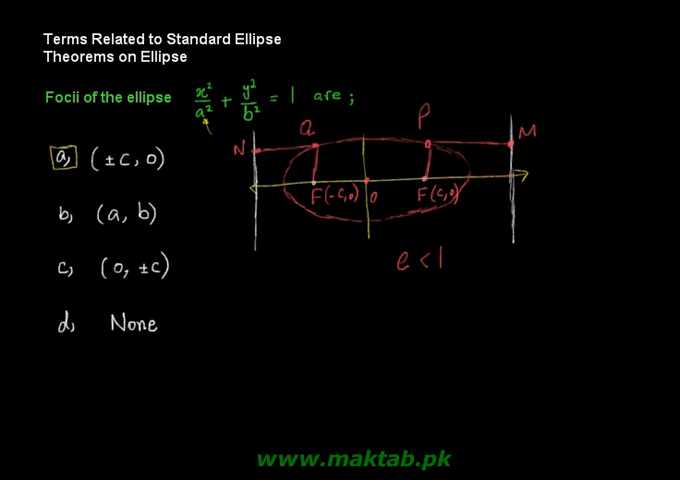 Terms Related to Standard Ellipse
Theorems on Ellipse
Focii of the ellipse x²/a² + y²/b² = 1 are ;
a, (±C, 0)
b, (a, b)
c, (0, ±C)
d, None
N a P M
F(-C,0) O F(C,0)
e < 1
www.maktab.pk